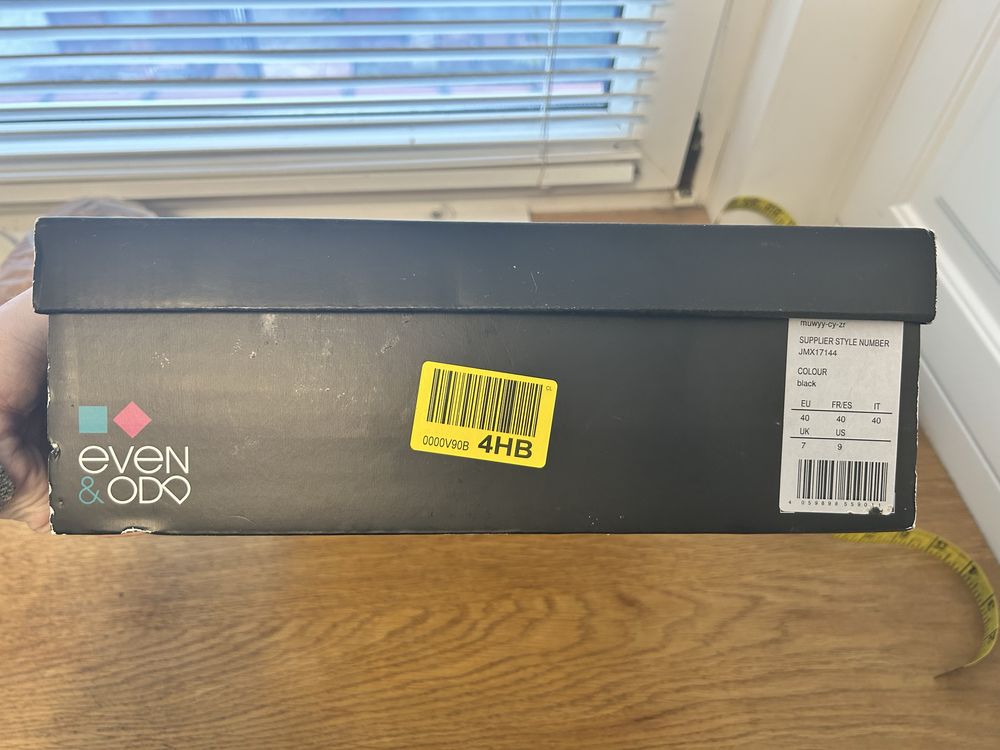 even
& ODD
CL
0000V90B 4HB
muwyy-cy-zr
SUPPLIER STYLE NUMBER
JMX17144
COLOUR
black
EU FR/ES IT
40 40 40
UK US
7 9